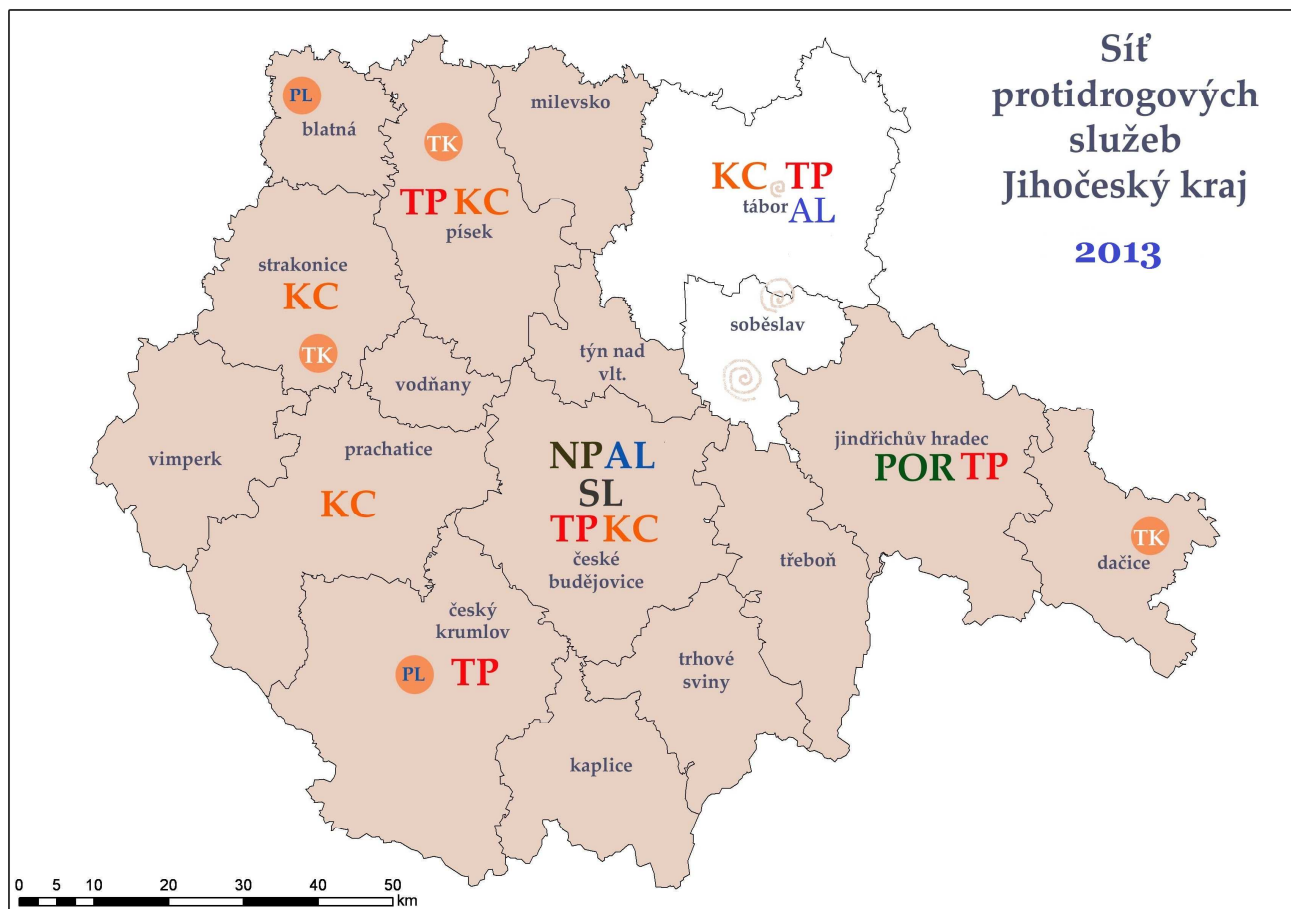 Síť
protidrogových
služeb
Jihočeský kraj
2013
PL
blatná
TK
TP KC
písek
milevsko
KC TP
tábor AL
strakonice
KC
TK
vodňany
týn nad
vlt.
soběslav
vimperk
prachatice
KC
NP AL
SL
TP KC
české
budějovice
jindřichův hradec
POR TP
třeboň
TK
dačice
český
krumlov
PL TP
trhové
sviny
kaplice
0 5 10 20 30 40 50
km